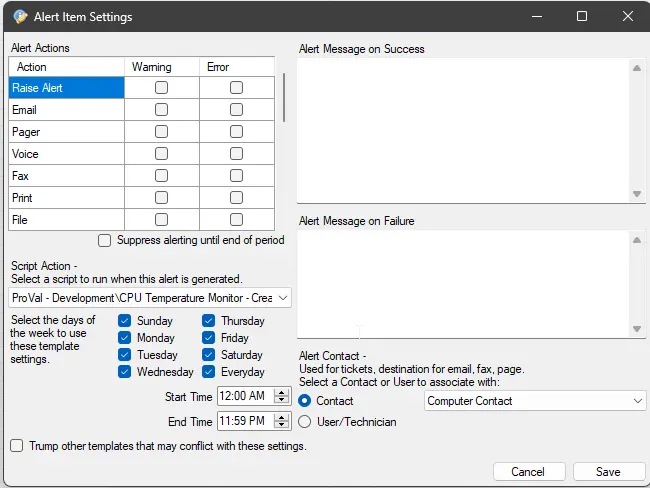 Alert Item Settings
Alert Actions
Action Warning Error
Raise Alert
Email
Pager
Voice
Fax
Print
File
Suppress alerting until end of period
Script Action -
Select a script to run when this alert is generated.
ProVal - Development\CPU Temperature Monitor - Crea
Select the days of
the week to use
these template
settings.
Sunday Thursday
Monday Friday
Tuesday Saturday
Wednesday Everyday
Start Time 12:00 AM
End Time 11:59 PM
Trump other templates that may conflict with these settings.
Alert Message on Success
Alert Message on Failure
Alert Contact -
Used for tickets, destination for email, fax, page.
Select a Contact or User to associate with:
Contact Computer Contact
User/Technician
Cancel Save